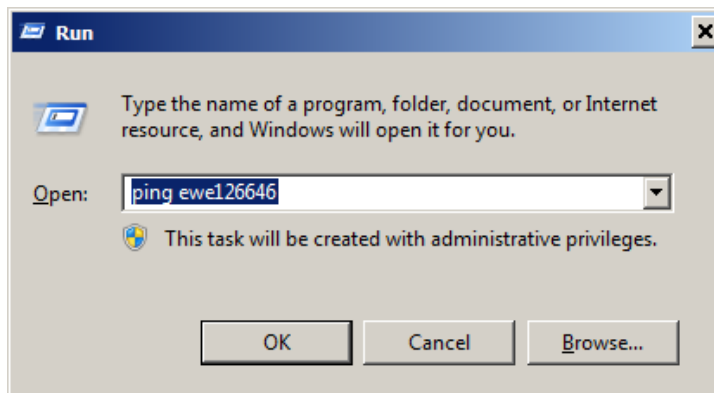 Run
Type the name of a program, folder, document, or Internet
resource, and Windows will open it for you.
Open: ping ewe126646
This task will be created with administrative privileges.
OK Cancel Browse...